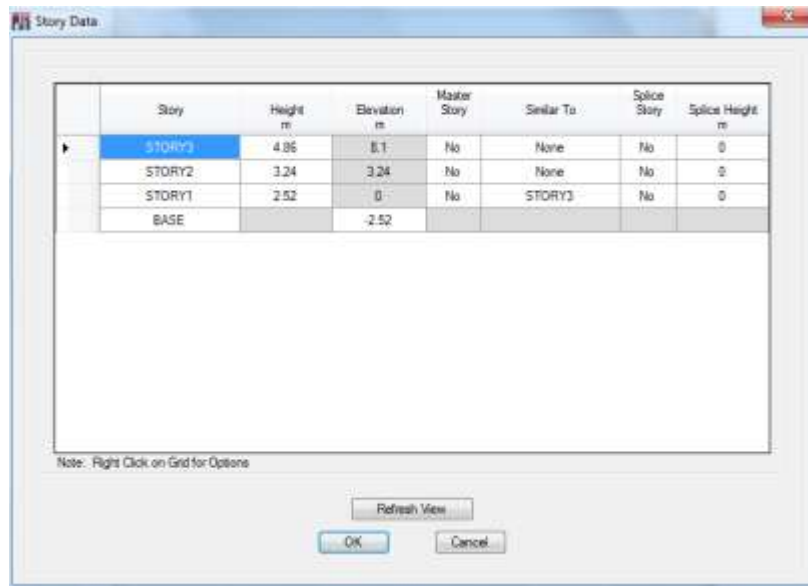 Story Data
Story Height m Elevation m Master Story Similar To Splice Story Splice Height m
STORY3 4.86 8.1 No None No 0
STORY2 3.24 3.24 No None No 0
STORY1 2.52 0 No STORY3 No 0
BASE -2.52
Note: Right Click on Grid for Options
Refresh View
OK Cancel